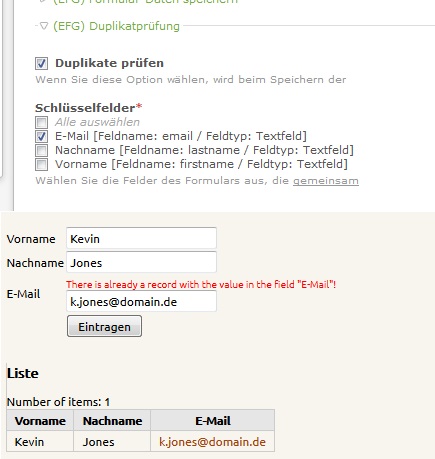 (EFG) Formular-Daten speichern
(EFG) Duplikatprüfung
Duplikate prüfen
Wenn Sie diese Option wählen, wird beim Speichern der
Schlüsselfelder*
Alle auswählen
E-Mail [Feldname: email / Feldtyp: Textfeld]
Nachname [Feldname: lastname / Feldtyp: Textfeld]
Vorname [Feldname: firstname / Feldtyp: Textfeld]
Wählen Sie die Felder des Formulars aus, die gemeinsam
Vorname Kevin
Nachname Jones
There is already a record with the value in the field "E-Mail"!
E-Mail k.jones@domain.de
Eintragen
Liste
Number of items: 1
Vorname Nachname E-Mail
Kevin Jones k.jones@domain.de